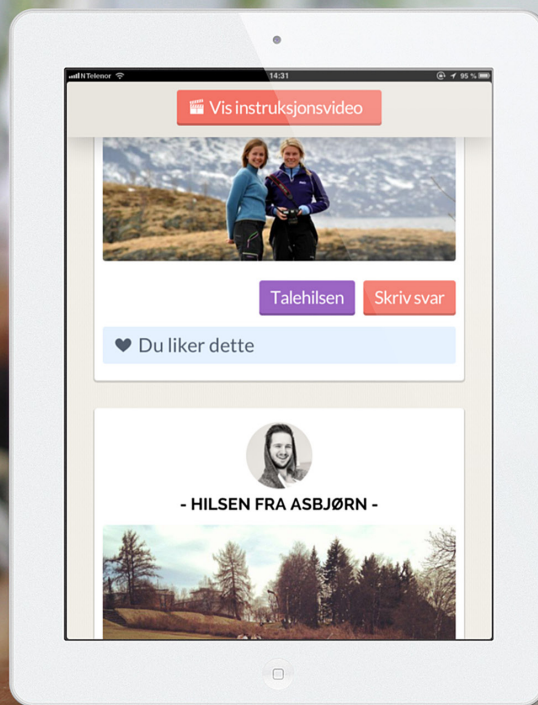 Telenor
14:31
95 %
Vis instruksjonsvideo
Talehilsen
Skriv svar
Du liker dette
- HILSEN FRA ASBJØRN -